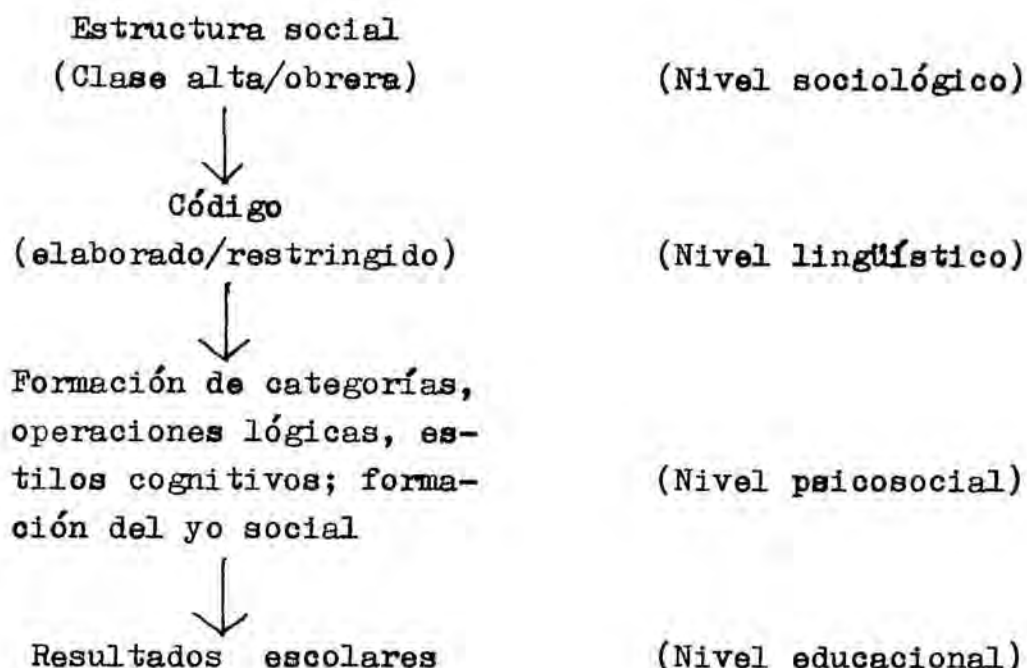 Estructura social
(Clase alta/obrera) (Nivel sociológico)
Código
(elaborado/restringido) (Nivel lingüístico)
Formación de categorías,
operaciones lógicas, es-
tilos cognitivos; forma- (Nivel psicosocial)
ción del yo social
Resultados escolares (Nivel educacional)